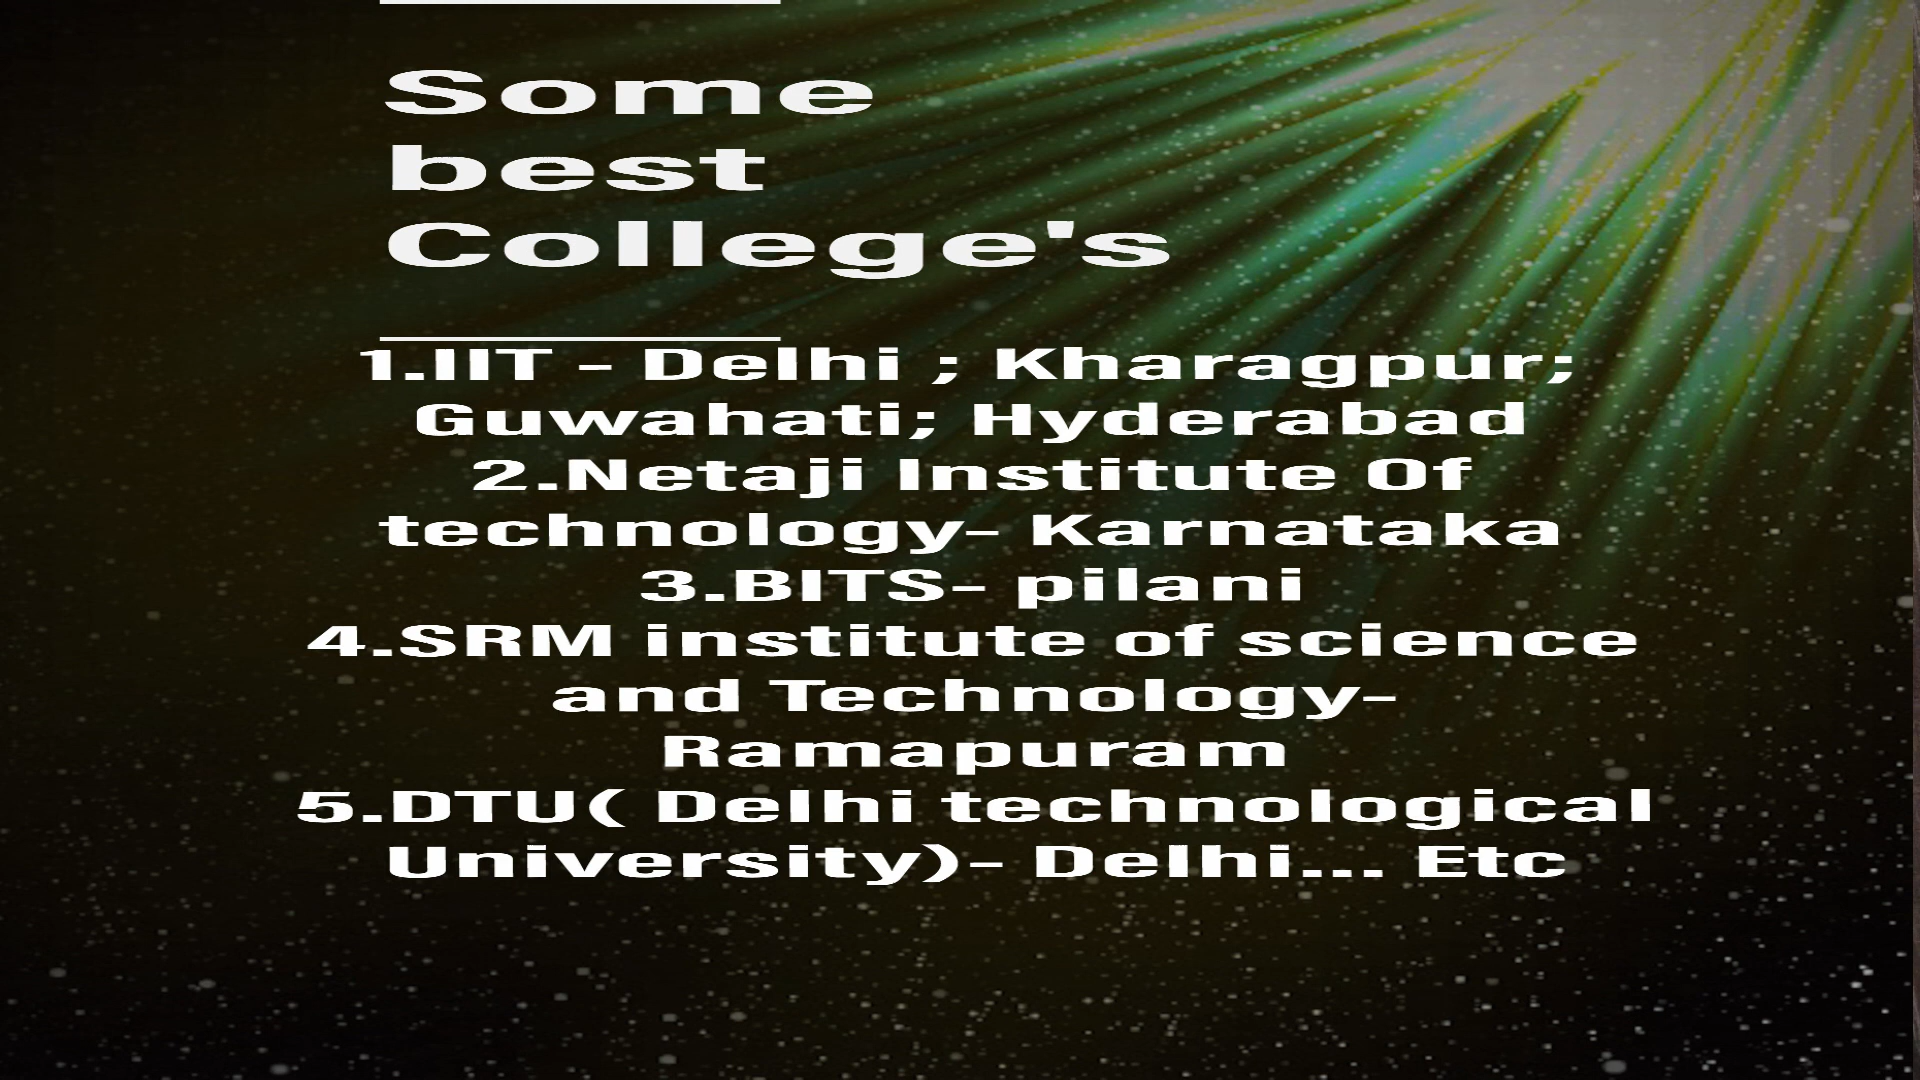 Some
best
College's
1.IIT - Delhi ; Kharagpur;
Guwahati; Hyderabad
2.Netaji Institute Of
technology- Karnataka
3.BITS- pilani
4.SRM institute of science
and Technology-
Ramapuram
5.DTU( Delhi technological
University)- Delhi... Etc